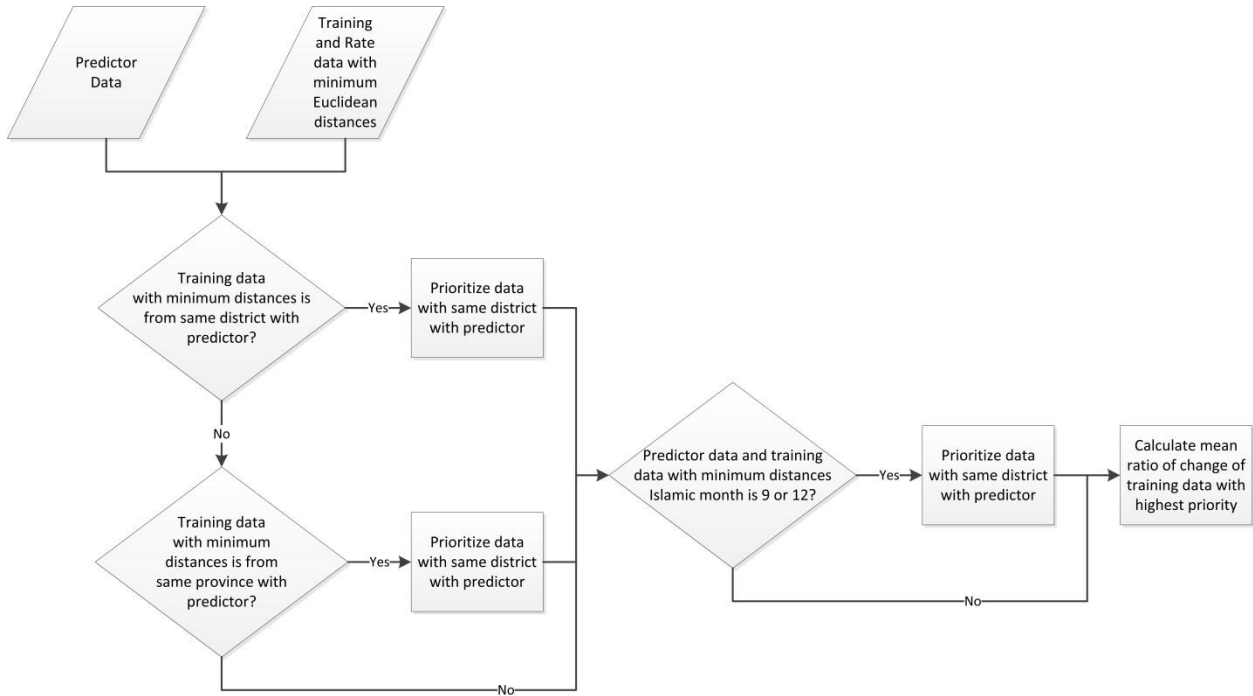 Predictor
Data
Training
and Rate
data with
minimum
Euclidean
distances
Training data
with minimum distances is
from same district with
predictor?
Yes
Prioritize data
with same district
with predictor
No
Training data
with minimum
distances is from
same province with
predictor?
Yes
Prioritize data
with same district
with predictor
No
Predictor data and training
data with minimum distances
Islamic month is 9 or 12?
Yes
Prioritize data
with same district
with predictor
No
Calculate mean
ratio of change of
training data with
highest priority